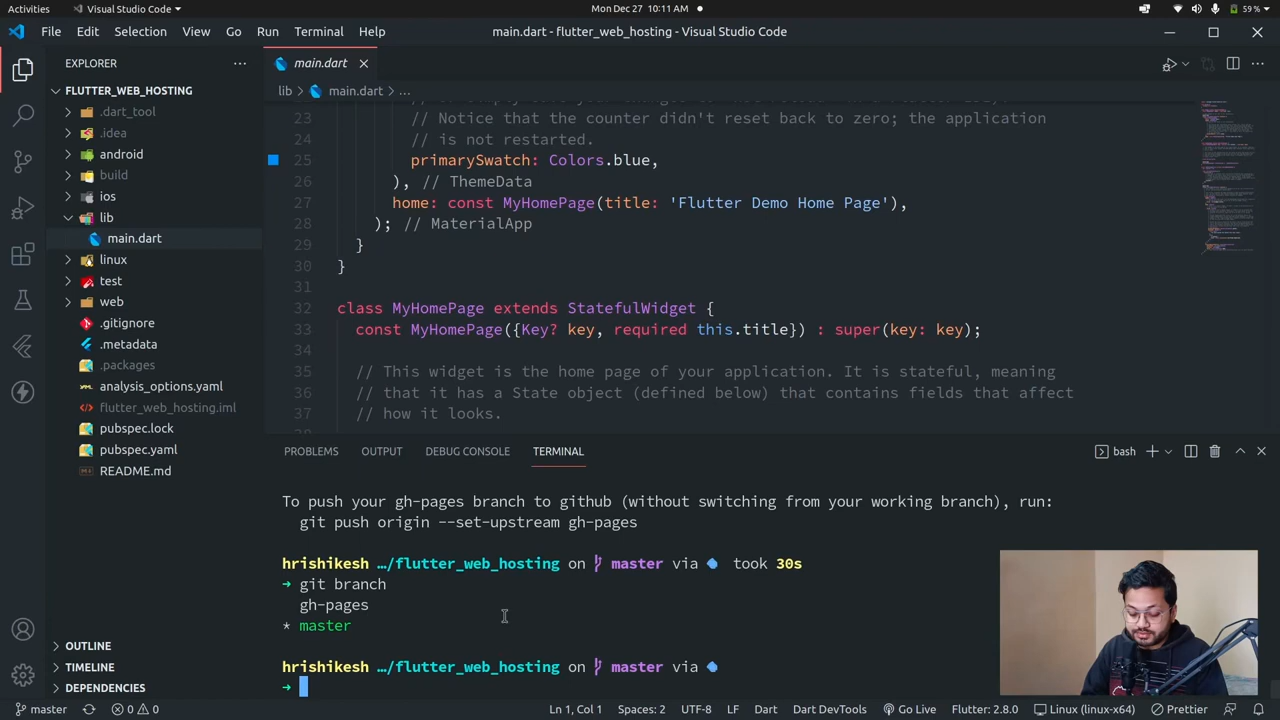 Activities
Visual Studio Code
Mon Dec 27 10:11 AM
59 %
File Edit Selection View Go Run Terminal Help
main.dart - flutter_web_hosting - Visual Studio Code
EXPLORER
FLUTTER_WEB_HOSTING
.dart_tool
.idea
android
build
ios
lib
main.dart
linux
test
web
.gitignore
.metadata
.packages
analysis_options.yaml
flutter_web_hosting.iml
pubspec.lock
pubspec.yaml
README.md
OUTLINE
TIMELINE
DEPENDENCIES
main.dart
lib > main.dart > ...
23 // Notice that the counter didn't reset back to zero; the application
24 // is not restarted.
25 primarySwatch: Colors.blue,
26 ), // ThemeData
27 home: const MyHomePage(title: 'Flutter Demo Home Page'),
28 ); // MaterialApp
29 }
30 }
31
32 class MyHomePage extends StatefulWidget {
33 const MyHomePage({Key? key, required this.title}) : super(key: key);
34
35 // This widget is the home page of your application. It is stateful, meaning
36 // that it has a State object (defined below) that contains fields that affect
37 // how it looks.
PROBLEMS OUTPUT DEBUG CONSOLE TERMINAL
bash
To push your gh-pages branch to github (without switching from your working branch), run:
git push origin --set-upstream gh-pages
hrishikesh …/flutter_web_hosting on master via took 30s
➜ git branch
gh-pages
* master
hrishikesh …/flutter_web_hosting on master via
➜
master 0 0 Ln 1, Col 1 Spaces: 2 UTF-8 LF Dart Dart DevTools Go Live Flutter: 2.8.0 Linux (linux-x64) Prettier